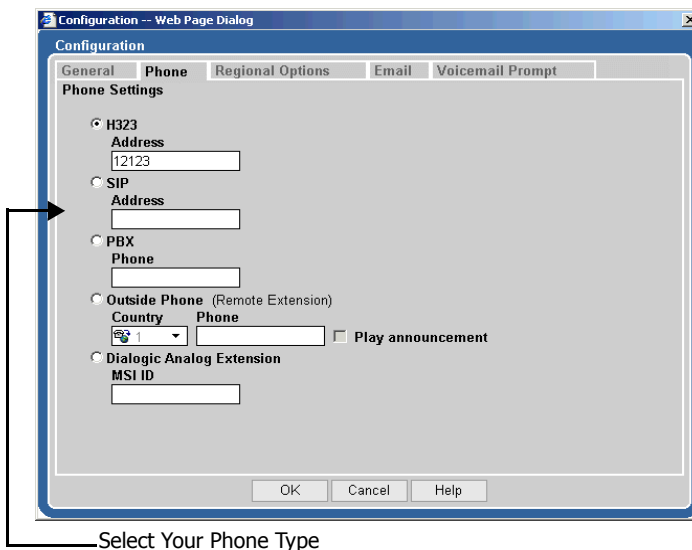 Configuration -- Web Page Dialog
Configuration
General Phone Regional Options Email Voicemail Prompt
Phone Settings
H323
Address
12123
SIP
Address
PBX
Phone
Outside Phone (Remote Extension)
Country Phone
1 Play announcement
Dialogic Analog Extension
MSI ID
OK Cancel Help
Select Your Phone Type